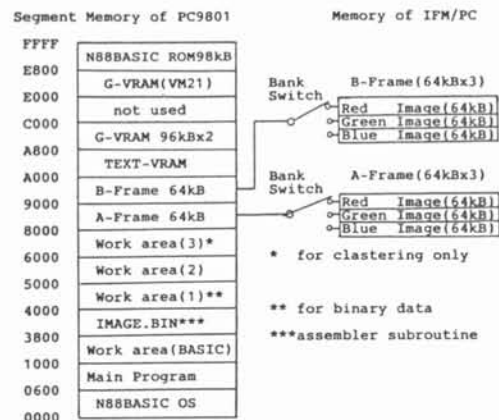 Segment Memory of PC9801
Memory of IFM/PC
FFFF
N88BASIC ROM98kB
E800
G-VRAM(VM21)
E000
not used
C000
G-VRAM 96kBx2
A800
TEXT-VRAM
A000
B-Frame 64kB
9000
A-Frame 64kB
8000
Work area(3)*
6000
Work area(2)
5000
Work area(1)**
4000
IMAGE.BIN***
3800
Work area(BASIC)
1000
Main Program
0600
N88BASIC OS
0000
Bank
Switch
B-Frame(64kBx3)
Red Image(64kB)
Green Image(64kB)
Blue Image(64kB)
Bank
Switch
A-Frame(64kBx3)
Red Image(64kB)
Green Image(64kB)
Blue Image(64kB)
* for clastering only
** for binary data
***assembler subroutine